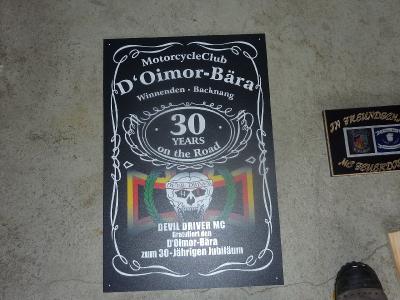 MotorcycleClub
D'Oimor-Bära
Winnenden · Backnang
30
YEARS
on the Road
DEVIL DRIVER MC
Gratuliert den
D'Oimor-Bära
zum 30-Jährigen Jubiläum
IN FREUNDSCHA